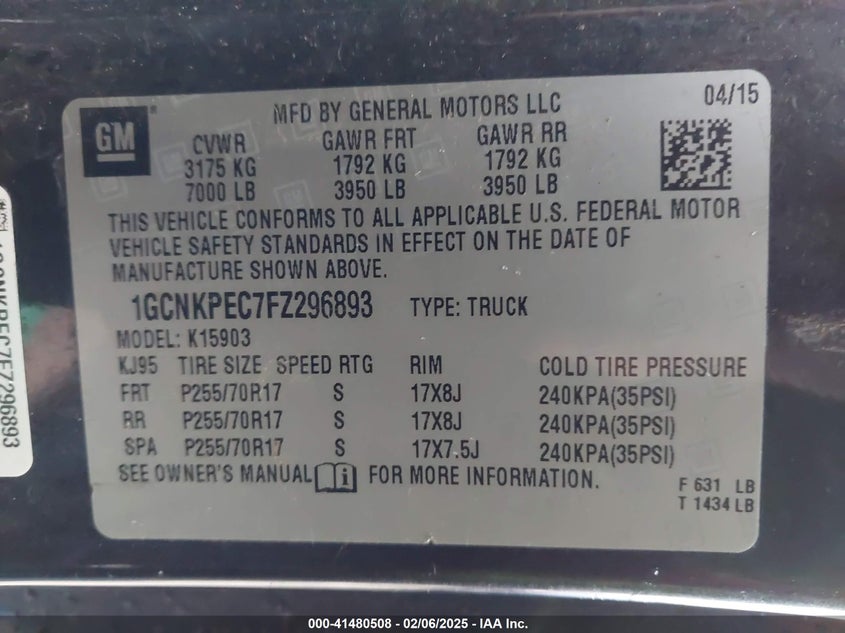 GM
MFD BY GENERAL MOTORS LLC
04/15
GVWR GAWR FRT GAWR RR
3175 KG 1792 KG 1792 KG
7000 LB 3950 LB 3950 LB
THIS VEHICLE CONFORMS TO ALL APPLICABLE U.S. FEDERAL MOTOR
VEHICLE SAFETY STANDARDS IN EFFECT ON THE DATE OF
MANUFACTURE SHOWN ABOVE.
1GCNKPEC7FZ296893 TYPE: TRUCK
MODEL: K15903
KJ95 TIRE SIZE SPEED RTG RIM COLD TIRE PRESSURE
FRT P255/70R17 S 17X8J 240KPA(35PSI)
RR P255/70R17 S 17X8J 240KPA(35PSI)
SPA P255/70R17 S 17X7.5J 240KPA(35PSI)
SEE OWNER'S MANUAL i FOR MORE INFORMATION.
F 631 LB
T 1434 LB
1GCNKPEC7FZ296893
000-41480508 - 02/06/2025 - IAA Inc.